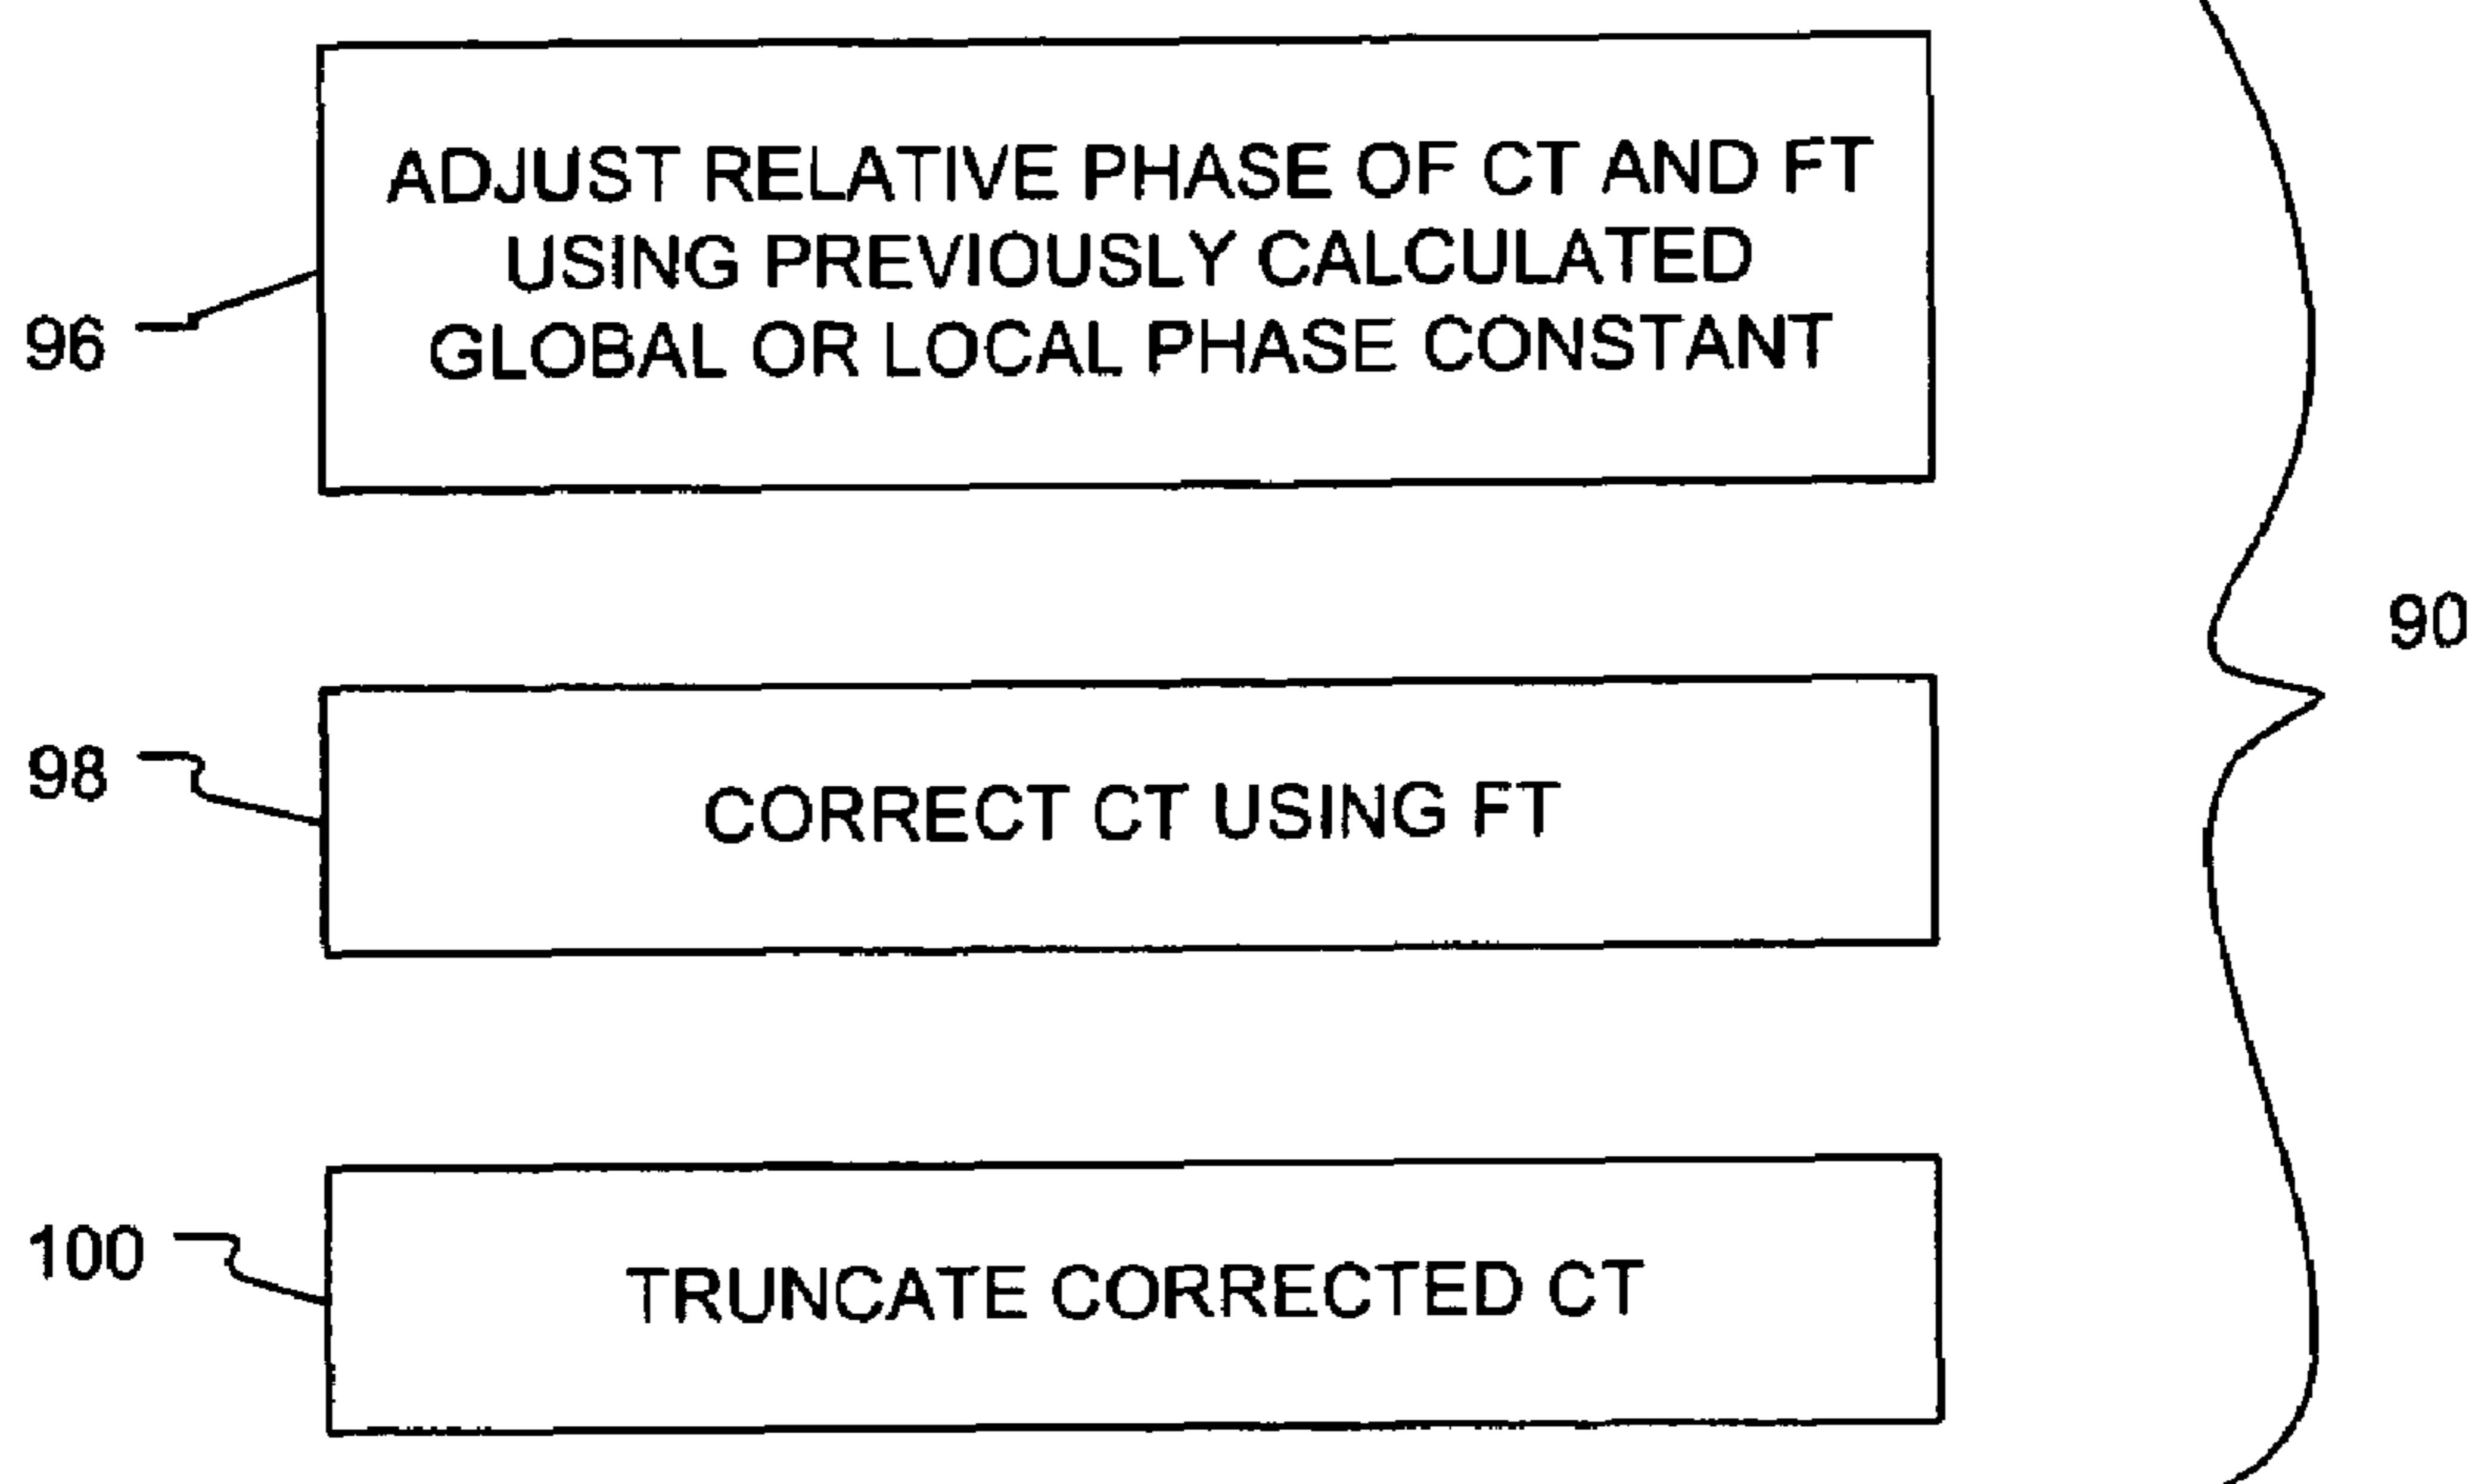 ADJUST RELATIVE PHASE OF CT AND FT
USING PREVIOUSLY CALCULATED
GLOBAL OR LOCAL PHASE CONSTANT
96
90
98
CORRECT CT USING FT
100
TRUNCATE CORRECTED CT